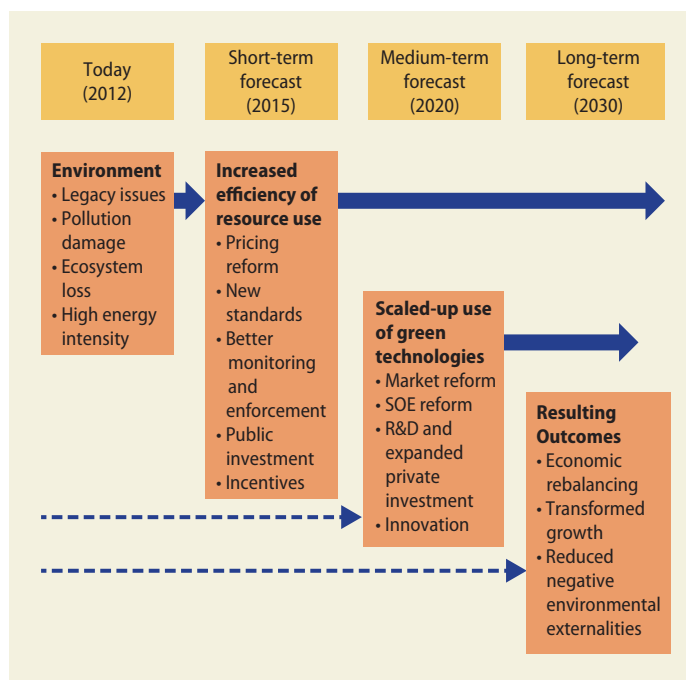 Today
(2012)
Short-term
forecast
(2015)
Medium-term
forecast
(2020)
Long-term
forecast
(2030)
Environment
• Legacy issues
• Pollution
damage
• Ecosystem
loss
• High energy
intensity
Increased
efficiency of
resource use
• Pricing
reform
• New
standards
• Better
monitoring
and
enforcement
• Public
investment
• Incentives
Scaled-up use
of green
technologies
• Market reform
• SOE reform
• R&D and
expanded
private
investment
• Innovation
Resulting
Outcomes
• Economic
rebalancing
• Transformed
growth
• Reduced
negative
environmental
externalities